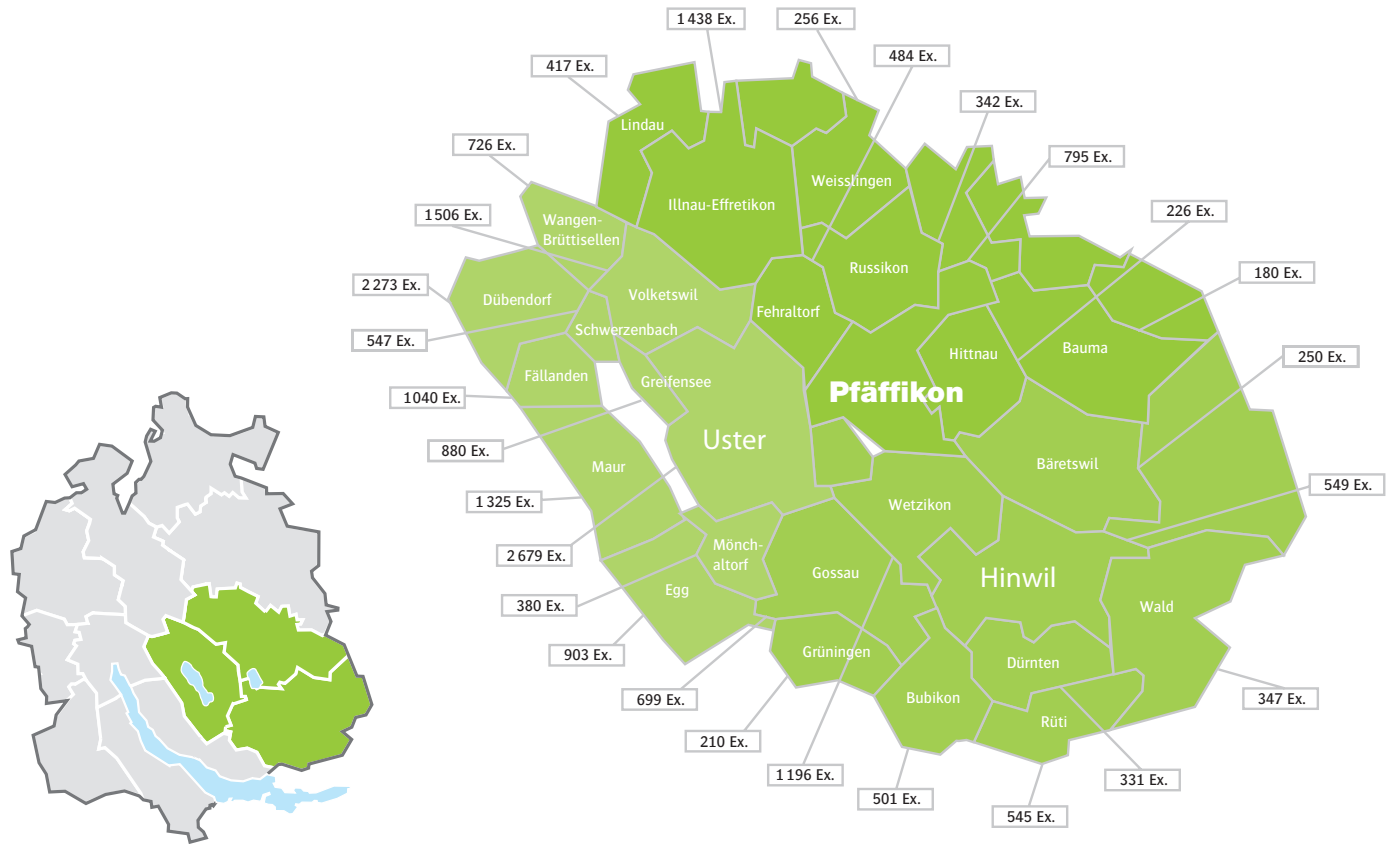 1 438 Ex.
256 Ex.
484 Ex.
417 Ex.
342 Ex.
Lindau
726 Ex.
795 Ex.
Weisslingen
Illnau-Effretikon
1 506 Ex.
226 Ex.
Wangen-
Brüttisellen
Russikon
180 Ex.
2 273 Ex.
Dübendorf
Volketswil
Fehraltorf
Schwerzenbach
547 Ex.
Hittnau
Bauma
250 Ex.
Fällanden
Greifensee
Pfäffikon
1040 Ex.
880 Ex.
Uster
Maur
Bäretswil
549 Ex.
1 325 Ex.
Wetzikon
2 679 Ex.
Mönch-
altorf
Gossau
Hinwil
380 Ex.
Egg
Wald
903 Ex.
Grüningen
Dürnten
699 Ex.
Bubikon
347 Ex.
210 Ex.
Rüti
1 196 Ex.
331 Ex.
501 Ex.
545 Ex.